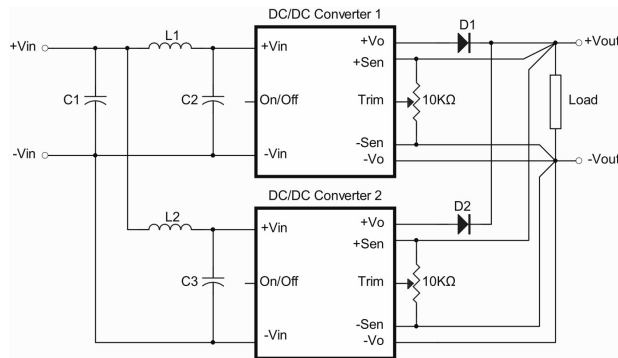 DC/DC Converter 1
+Vin
L1
+Vin
+Vo
D1
+Vout
+Sen
C1
C2
On/Off
Trim
10KΩ
Load
-Sen
-Vin
-Vin
-Vo
-Vout
DC/DC Converter 2
L2
+Vin
+Vo
D2
+Sen
C3
On/Off
Trim
10KΩ
-Sen
-Vin
-Vo